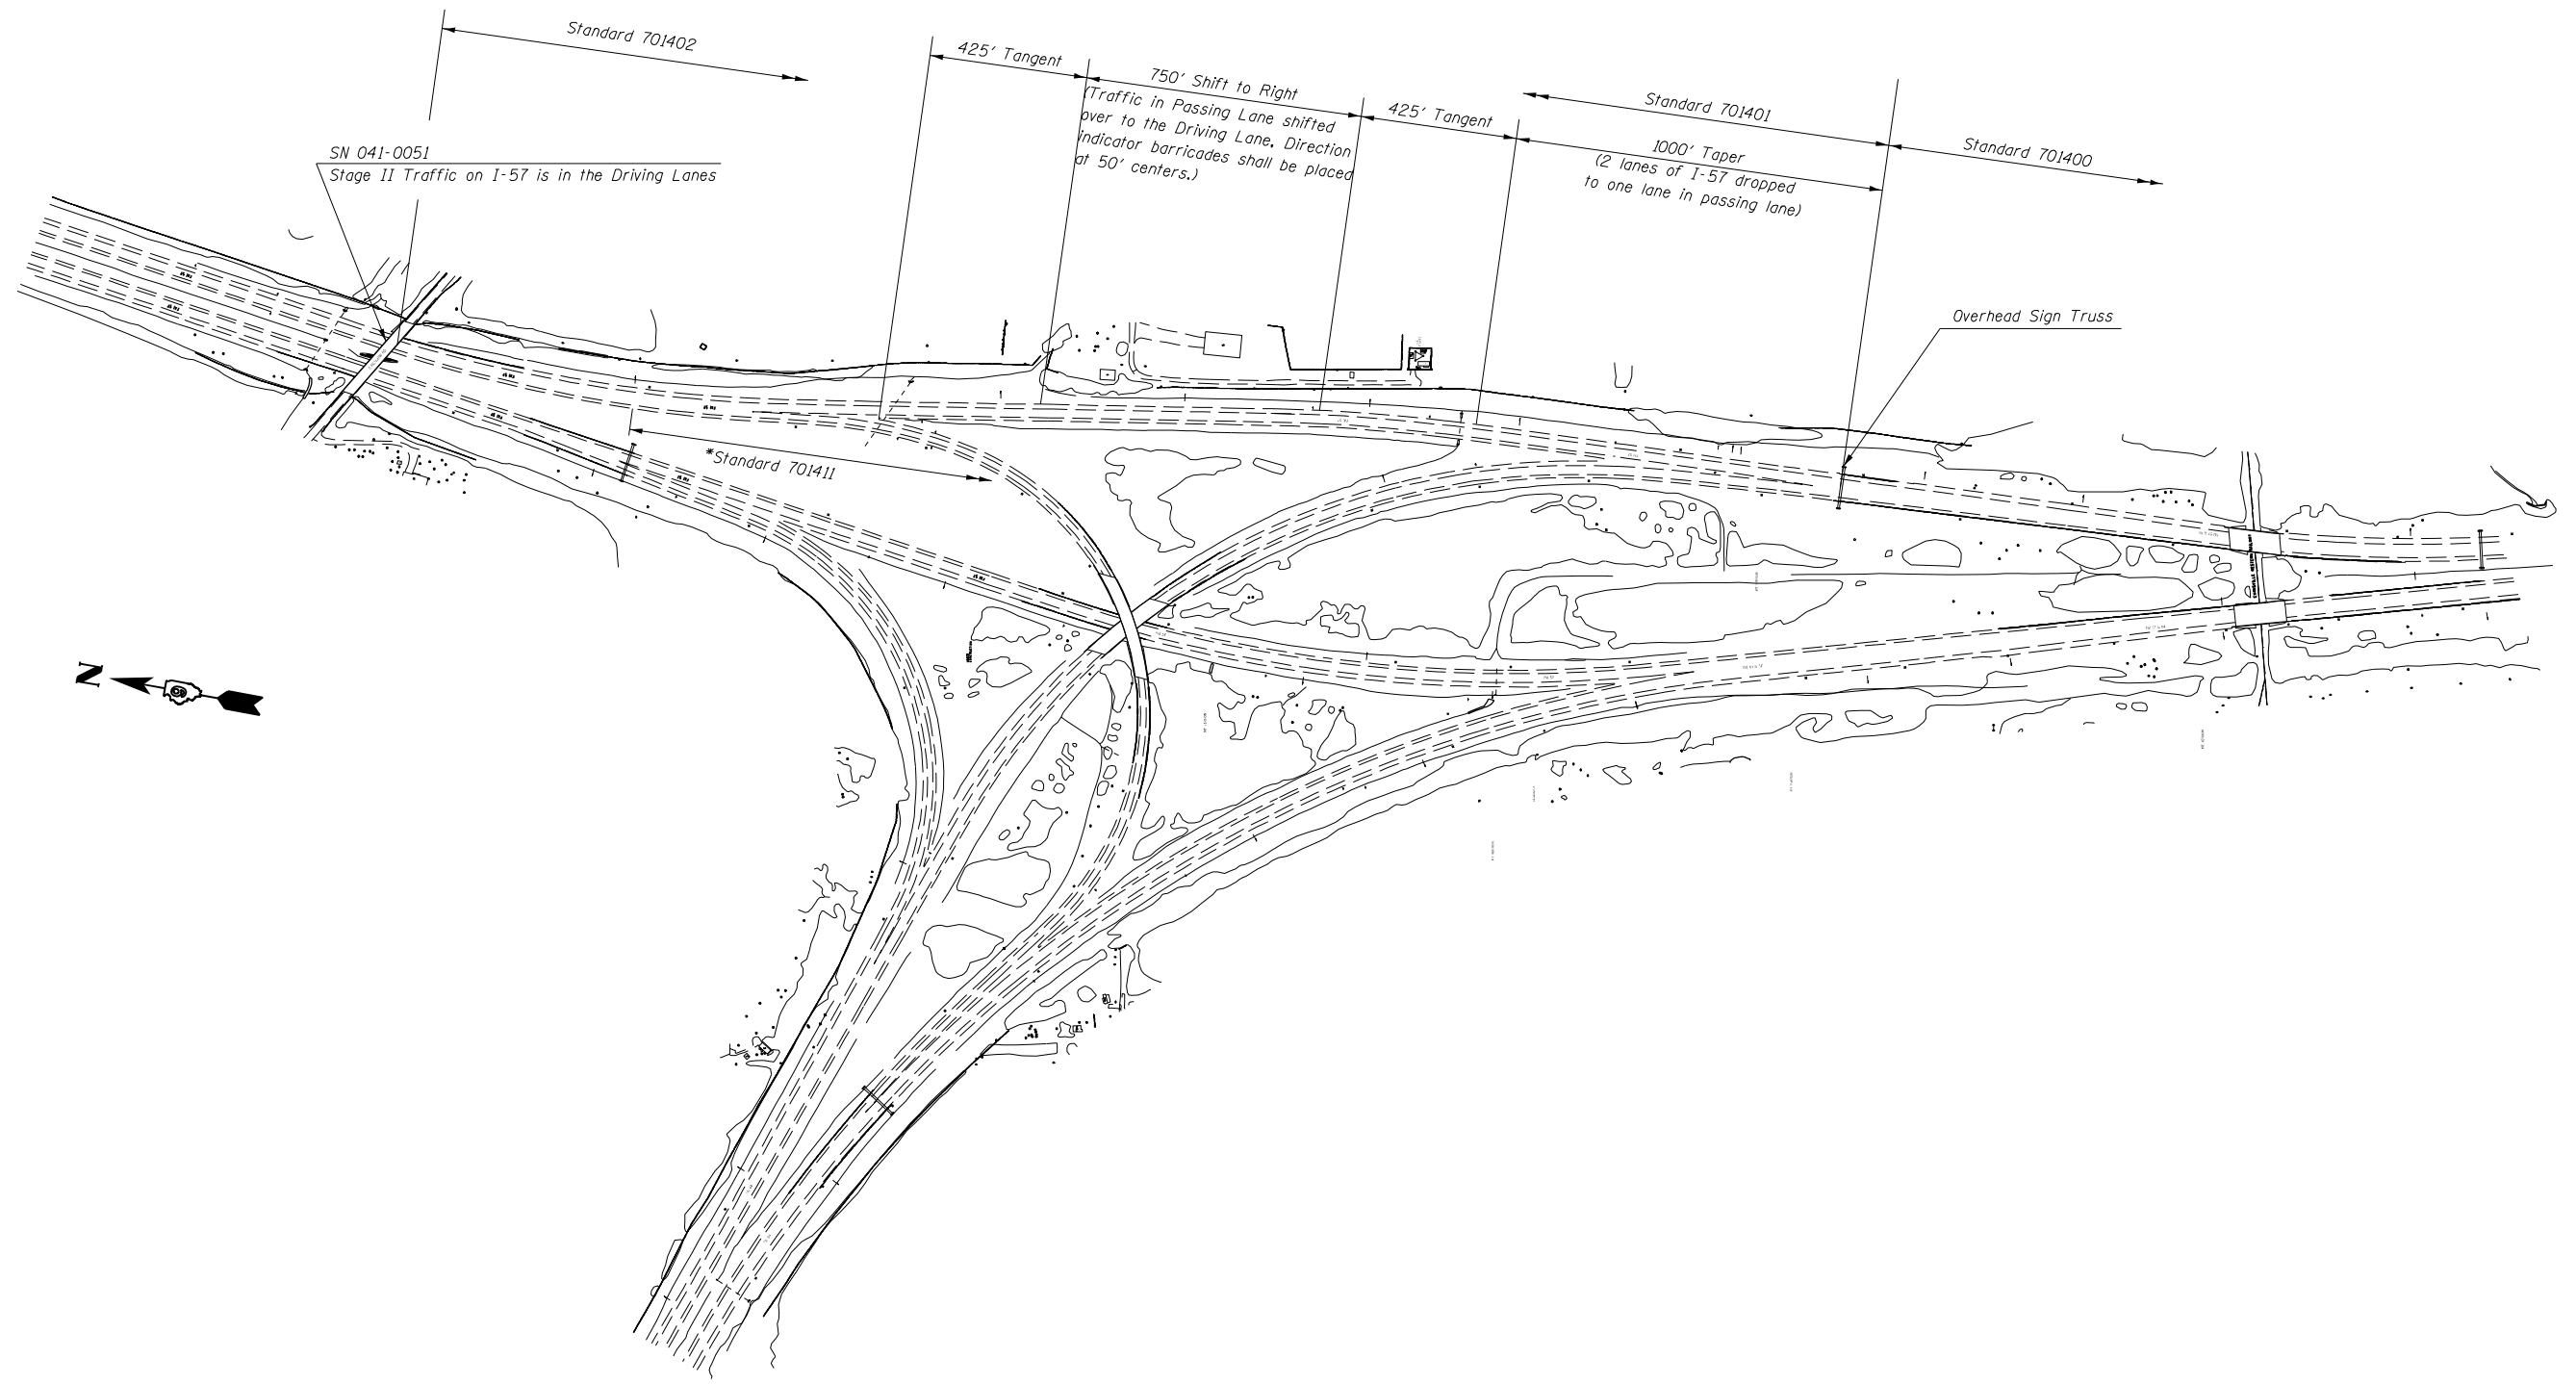 Standard 701402
425' Tangent
750' Shift to Right
(Traffic in Passing Lane shifted
over to the Driving Lane, Direction
indicator barricades shall be placed
at 50' centers.)
425' Tangent
Standard 701401
1000' Taper
(2 lanes of I-57 dropped
to one lane in passing lane)
Standard 701400
SN 041-0051
Stage II Traffic on I-57 is in the Driving Lanes
Overhead Sign Truss
*Standard 701411
N